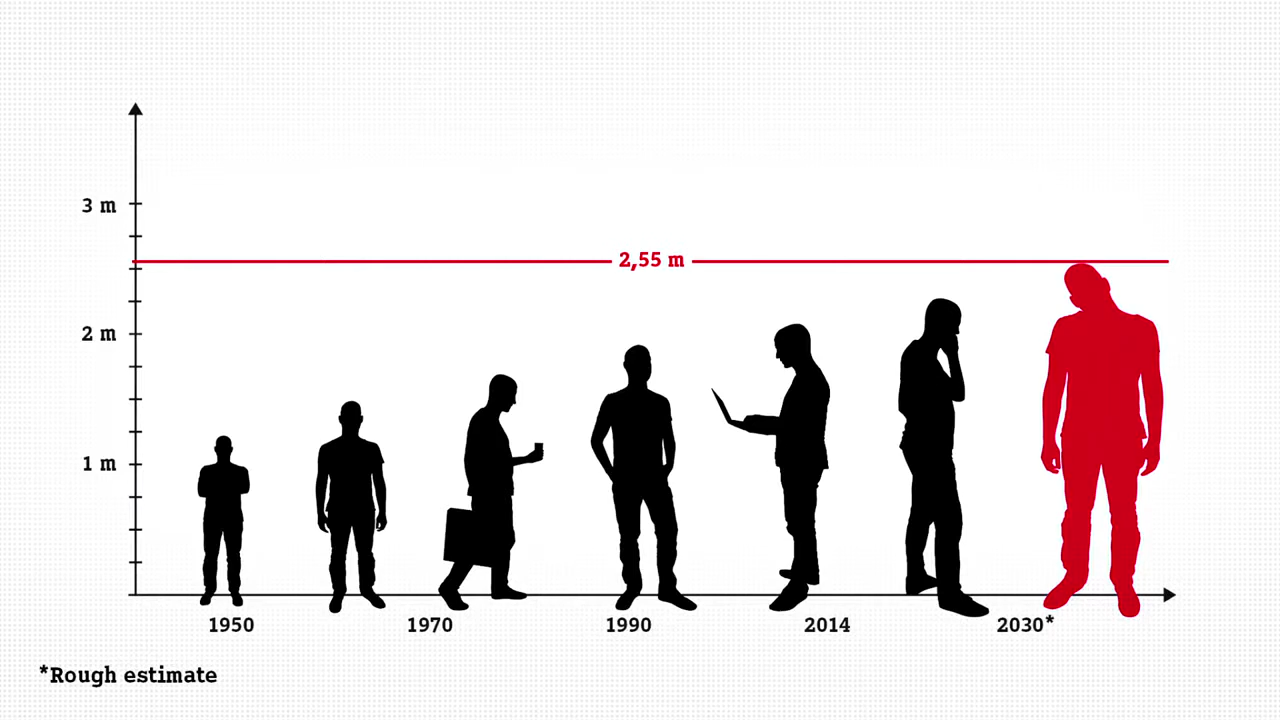 3 m
2,55 m
2 m
1 m
1950 1970 1990 2014 2030*
*Rough estimate